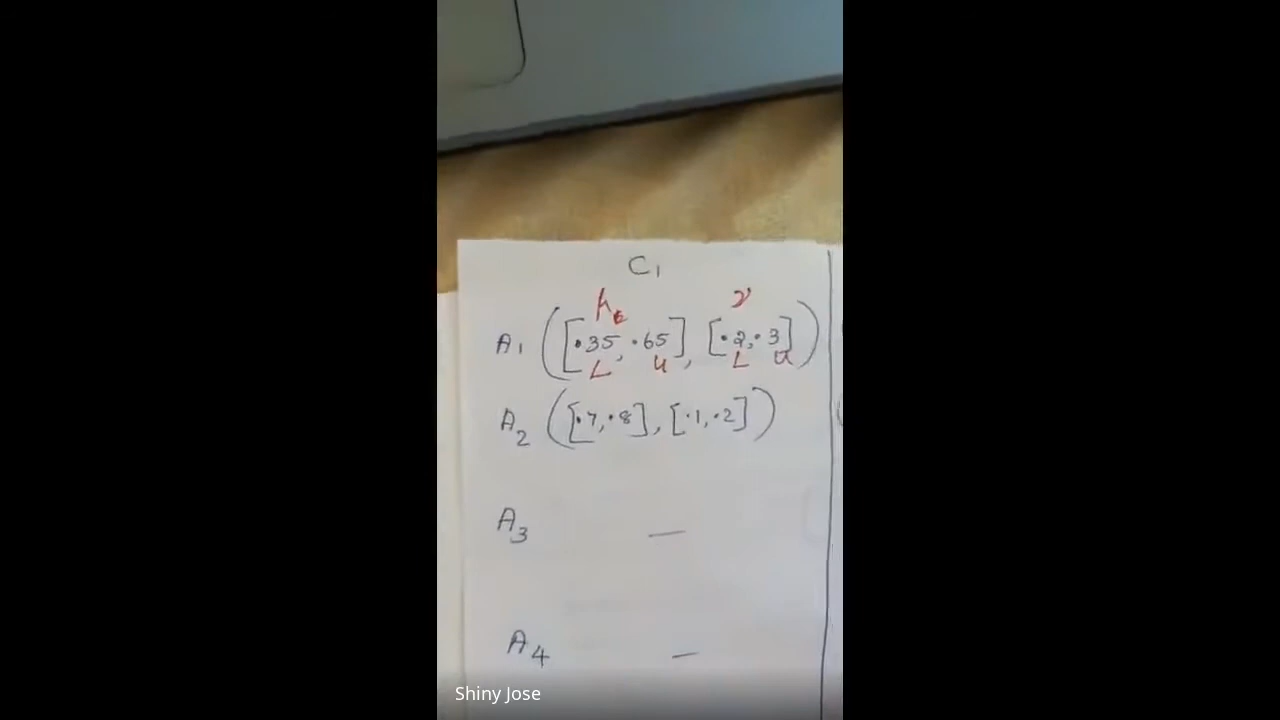 C1
μ ν
A1 ([.35, .65], [.2, .3])
L U L U
A2 ([.7, .8], [.1, .2])
A3 —
A4 —
Shiny Jose